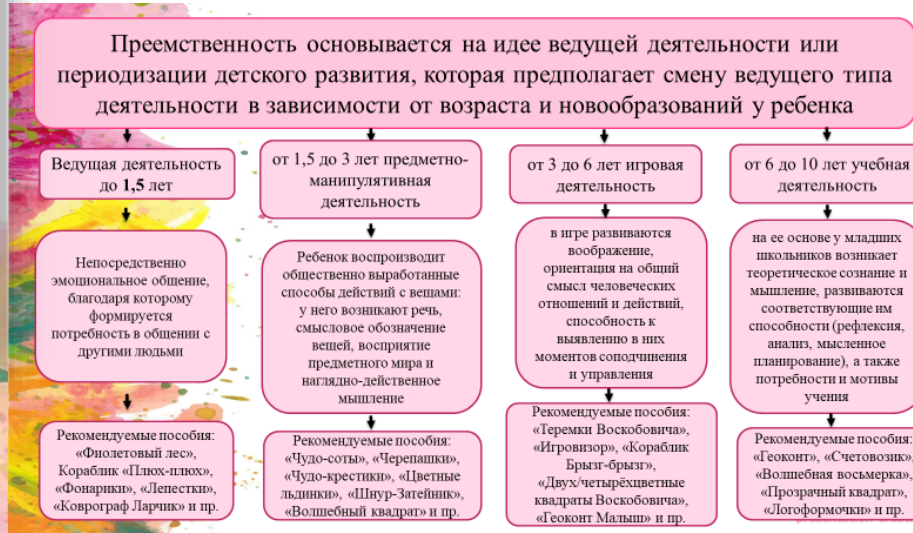 Преемственность основывается на идее ведущей деятельности или
периодизации детского развития, которая предполагает смену ведущего типа
деятельности в зависимости от возраста и новообразований у ребенка
Ведущая деятельность
до 1,5 лет
Непосредственно
эмоциональное общение,
благодаря которому
формируется
потребность в общении с
другими людьми
Рекомендуемые пособия:
«Фиолетовый лес»,
Кораблик «Плюх-плюх»,
«Фонарики», «Лепестки»,
«Коврограф Ларчик» и пр.
от 1,5 до 3 лет предметно-
манипулятивная
деятельность
Ребенок воспроизводит
общественно выработанные
способы действий с вещами:
у него возникают речь,
смысловое обозначение
вещей, восприятие
предметного мира и
наглядно-действенное
мышление
Рекомендуемые пособия:
«Чудо-соты», «Черепашки»,
«Чудо-крестики», «Цветные
льдинки», «Шнур-Затейник»,
«Волшебный квадрат» и пр.
от 3 до 6 лет игровая
деятельность
в игре развиваются
воображение,
ориентация на общий
смысл человеческих
отношений и действий,
способность к
выявлению в них
моментов соподчинения
и управления
Рекомендуемые пособия:
«Теремки Воскобовича»,
«Игровизор», «Кораблик
Брызг-брызг»,
«Двух/четырёхцветные
квадраты Воскобовича»,
«Геоконт Малыш» и пр.
от 6 до 10 лет учебная
деятельность
на ее основе у младших
школьников возникает
теоретическое сознание и
мышление, развиваются
соответствующие им
способности (рефлексия,
анализ, мысленное
планирование), а также
потребности и мотивы
учения
Рекомендуемые пособия:
«Геоконт», «Счетовозик»,
«Волшебная восьмерка»,
«Прозрачный квадрат»,
«Логоформочки» и пр.